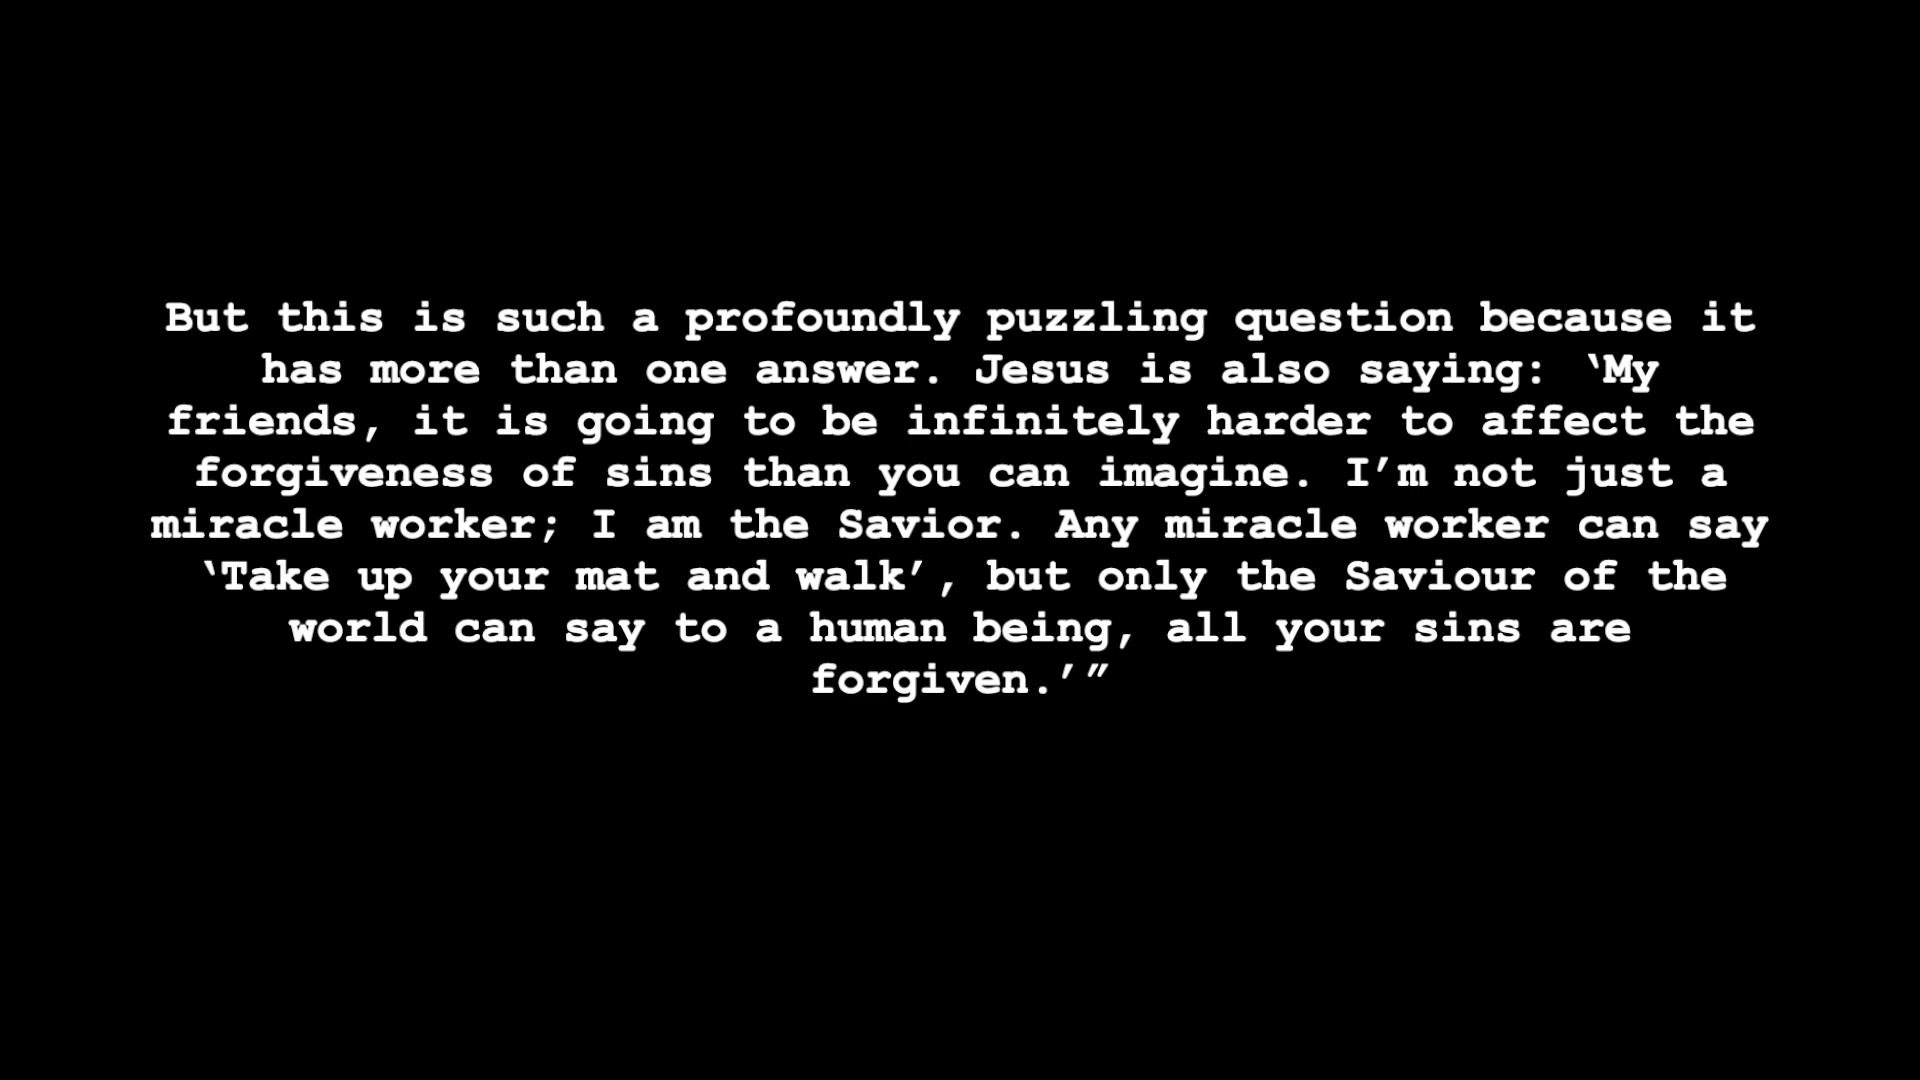 But this is such a profoundly puzzling question because it
has more than one answer. Jesus is also saying: ‘My
friends, it is going to be infinitely harder to affect the
forgiveness of sins than you can imagine. I’m not just a
miracle worker; I am the Savior. Any miracle worker can say
‘Take up your mat and walk’, but only the Saviour of the
world can say to a human being, all your sins are
forgiven.’”